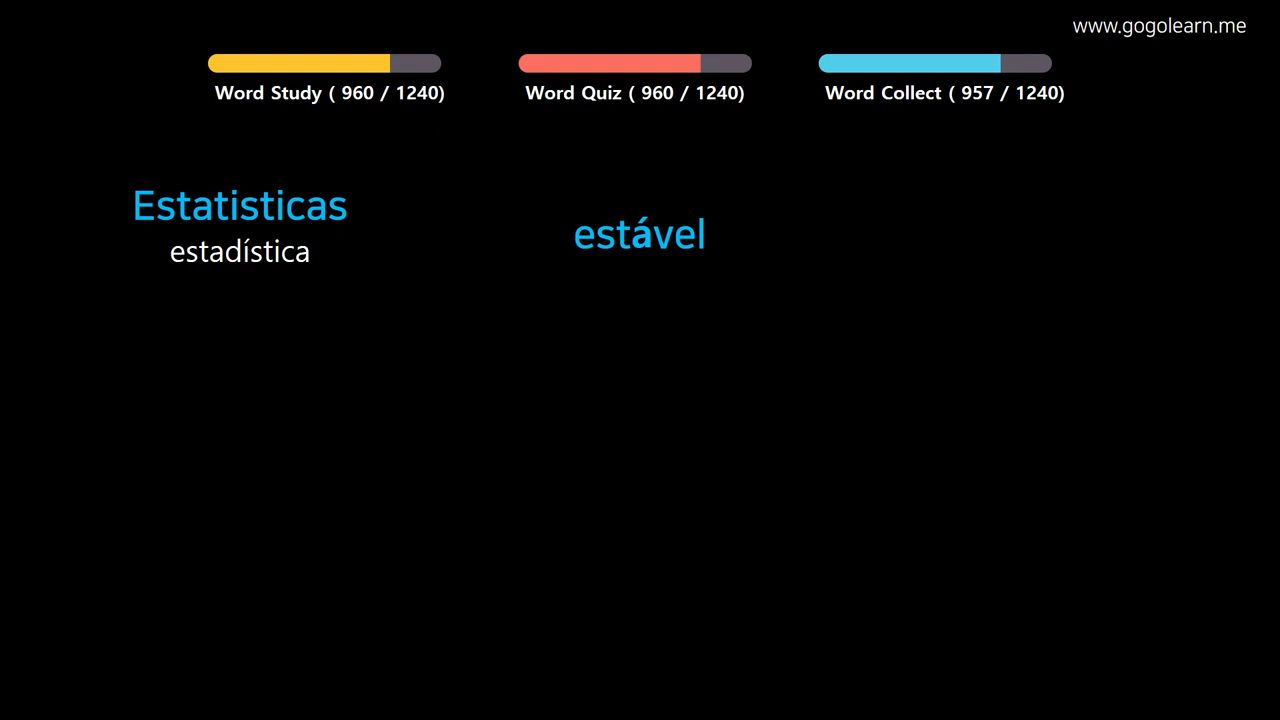 www.gogolearn.me
Word Study ( 960 / 1240)
Word Quiz ( 960 / 1240)
Word Collect ( 957 / 1240)
Estatisticas
estadística
estável